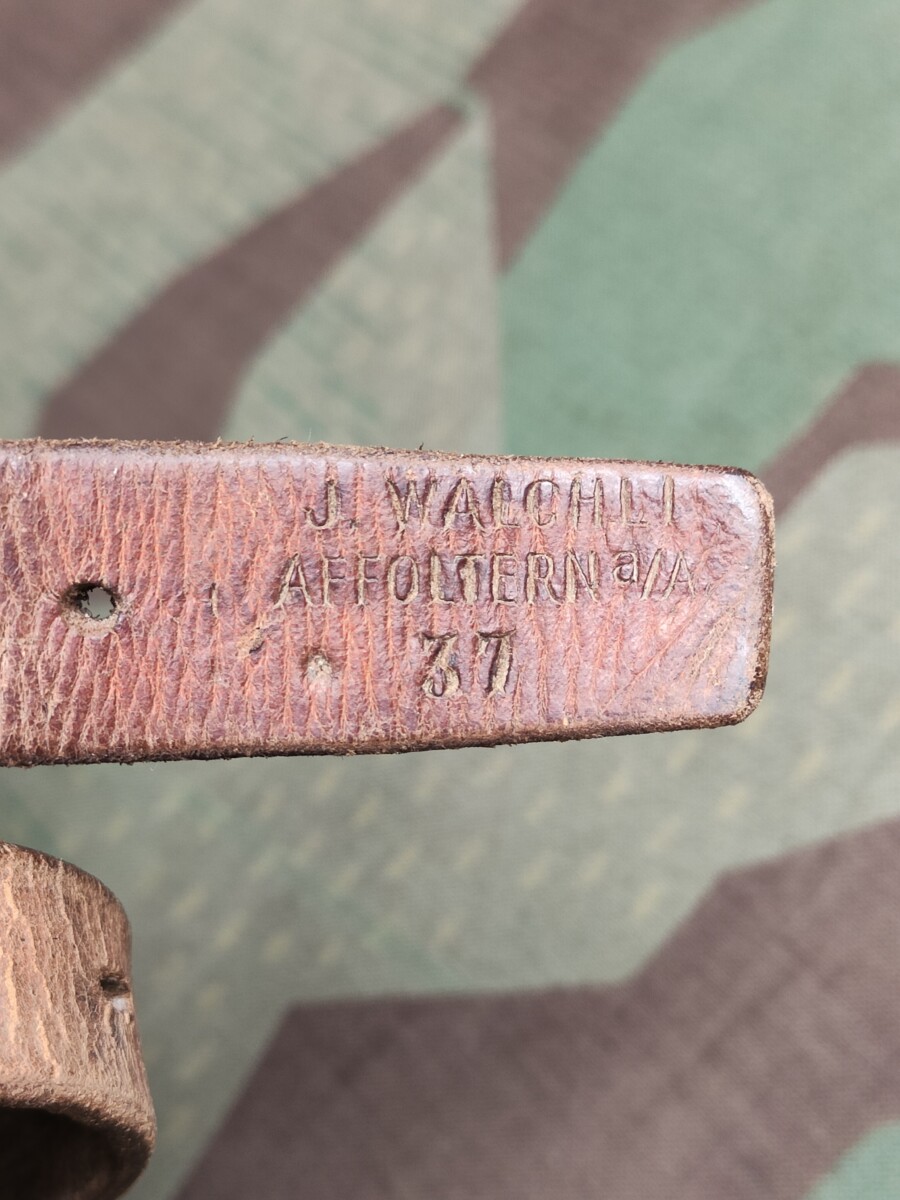 J. WALCHLI
AFFOLTERN a/A.
37